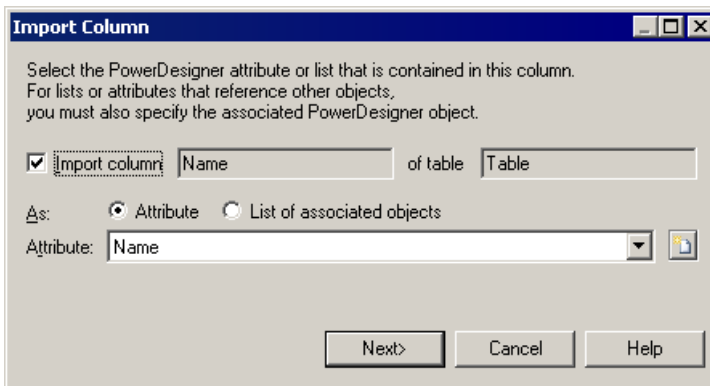 Import Column
Select the PowerDesigner attribute or list that is contained in this column.
For lists or attributes that reference other objects,
you must also specify the associated PowerDesigner object.
Import column Name of table Table
As: Attribute List of associated objects
Attribute: Name
Next> Cancel Help